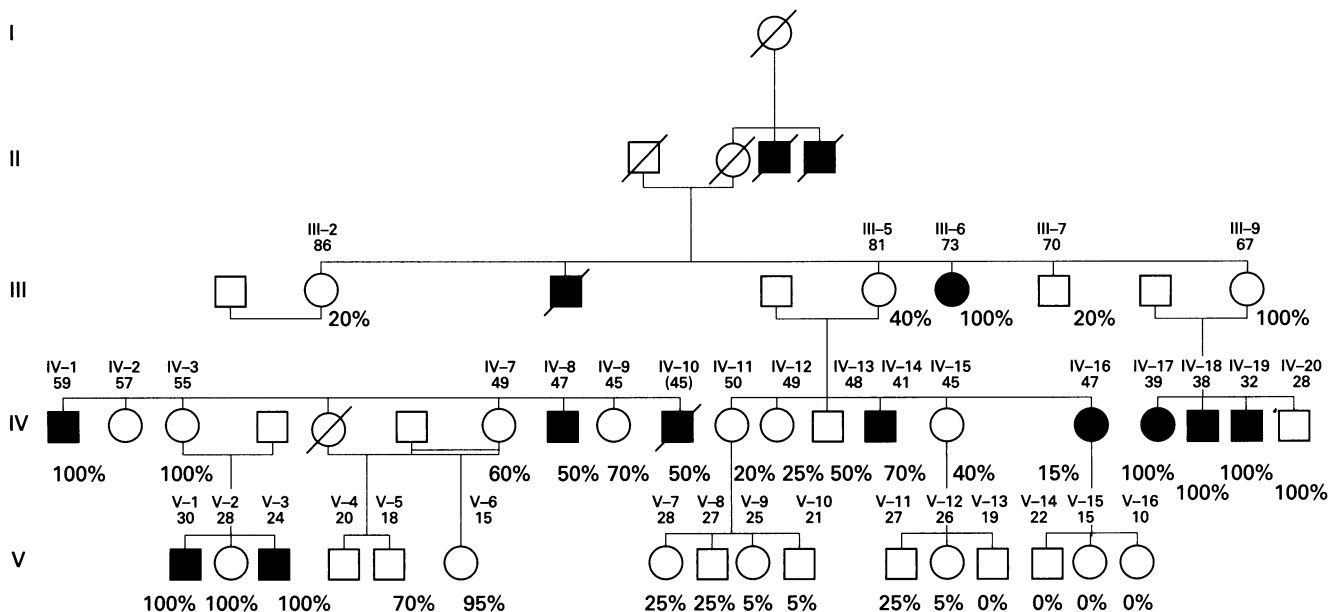 I
II
III–2 III–5 III–6 III–7 III–9
86 81 73 70 67
III
20% 40% 100% 20% 100%
IV–1 IV–2 IV–3 IV–7 IV–8 IV–9 IV–10 IV–11 IV–12 IV–13 IV–14 IV–15 IV–16 IV–17 IV–18 IV–19 IV–20
59 57 55 49 47 45 (45) 50 49 48 41 45 47 39 38 32 28
IV
100% 100% 60% 50% 70% 50% 20% 25% 50% 70% 40% 15% 100% 100%
100% 100%
V–1 V–2 V–3 V–4 V–5 V–6 V–7 V–8 V–9 V–10 V–11 V–12 V–13 V–14 V–15 V–16
30 28 24 20 18 15 28 27 25 21 27 26 19 22 15 10
V
100% 100% 100% 70% 95% 25% 25% 5% 5% 25% 5% 0% 0% 0% 0%